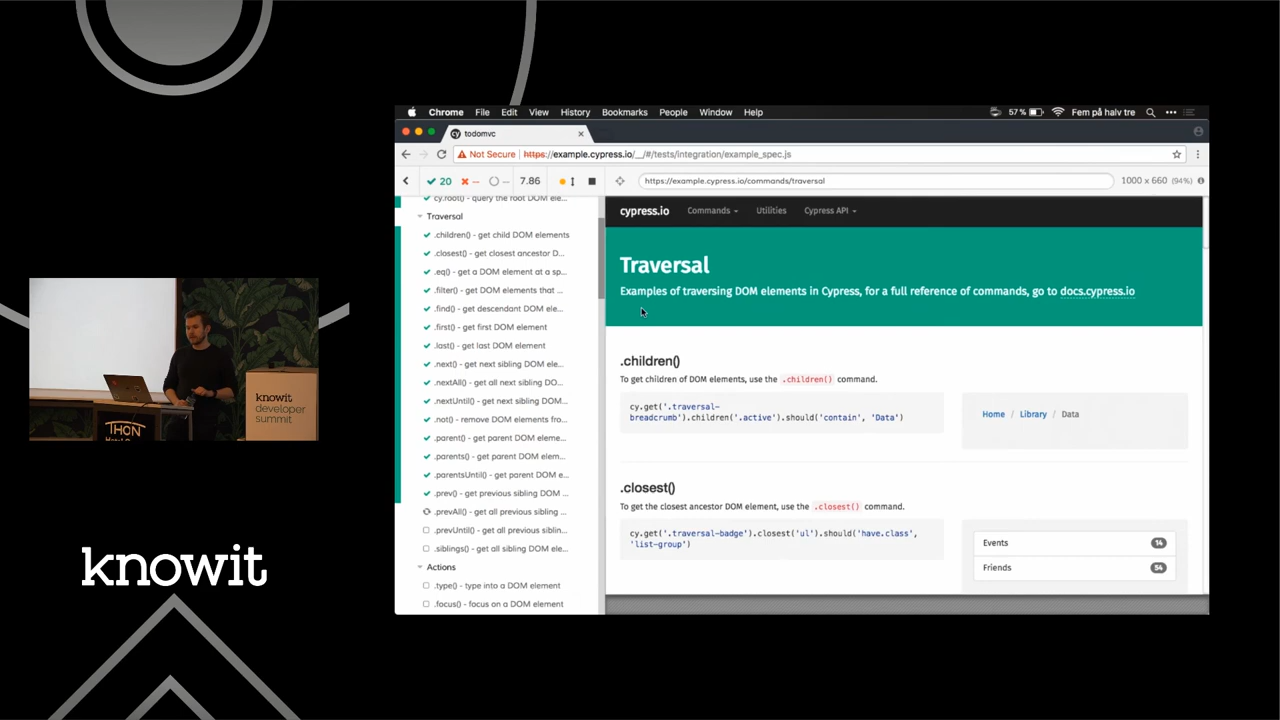 Chrome File Edit View History Bookmarks People Window Help
57% Fem på halv tre
cy todomvc
Not Secure https://example.cypress.io/__/#/tests/integration/example_spec.js
20 -- -- 7.86
https://example.cypress.io/commands/traversal
1000 x 660 (94%)
cy.root() - query the root DOM ele...
Traversal
.children() - get child DOM elements
.closest() - get closest ancestor D...
.eq() - get a DOM element at a sp...
.filter() - get DOM elements that ...
.find() - get descendant DOM ele...
.first() - get first DOM element
.last() - get last DOM element
.next() - get next sibling DOM ele...
.nextAll() - get all next sibling DO...
.nextUntil() - get all next sibling DO...
.not() - remove DOM elements fro...
.parent() - get parent DOM eleme...
.parents() - get parent DOM elem...
.parentsUntil() - get parent DOM e...
.prev() - get previous sibling DOM ...
.prevAll() - get all previous sibling ...
.prevUntil() - get all previous siblin...
.siblings() - get all sibling DOM ele...
Actions
.type() - type into a DOM element
.focus() - focus on a DOM element
cypress.io Commands Utilities Cypress API
Traversal
Examples of traversing DOM elements in Cypress, for a full reference of commands, go to docs.cypress.io
.children()
To get children of DOM elements, use the .children() command.
cy.get('.traversal-
breadcrumb').children('.active').should('contain', 'Data')
Home / Library / Data
.closest()
To get the closest ancestor DOM element, use the .closest() command.
cy.get('.traversal-badge').closest('ul').should('have.class',
'list-group')
Events 14
Friends 54
knowit
developer
summit
THON
Hotel
knowit